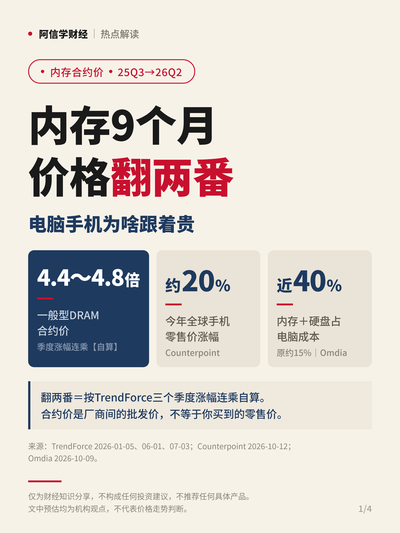 阿信学财经｜热点解读
• 内存合约价 • 25Q3→26Q2
内存9个月
价格翻两番
电脑手机为啥跟着贵
4.4～4.8倍
一般型DRAM
合约价
季度涨幅连乘【自算】
约20%
今年全球手机
零售价涨幅
Counterpoint
近40%
内存＋硬盘占
电脑成本
原约15%｜Omdia
翻两番＝按TrendForce三个季度涨幅连乘自算。
合约价是厂商间的批发价，不等于你买到的零售价。
来源：TrendForce 2026-01-05、06-01、07-03；Counterpoint 2026-10-12；
Omdia 2026-10-09。
仅为财经知识分享，不构成任何投资建议，不推荐任何具体产品。
文中预估均为机构观点，不代表价格走势判断。
1/4